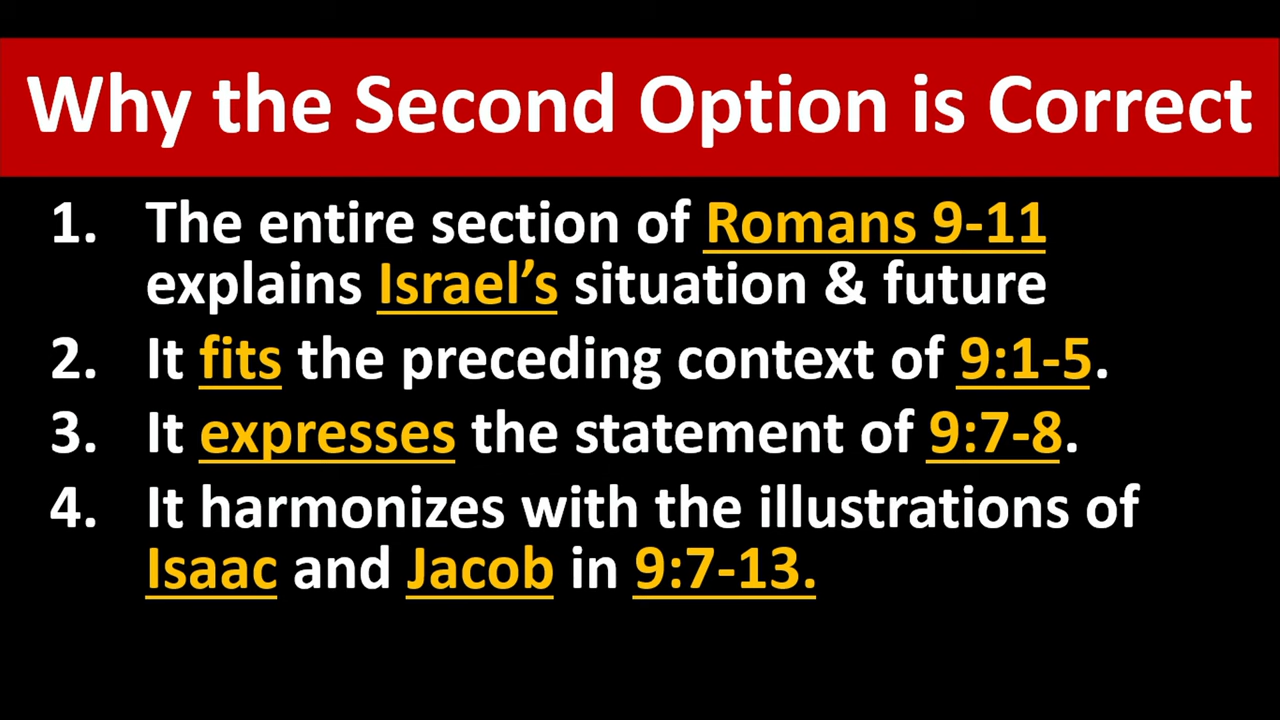 Why the Second Option is Correct
1. The entire section of Romans 9-11
explains Israel’s situation & future
2. It fits the preceding context of 9:1-5.
3. It expresses the statement of 9:7-8.
4. It harmonizes with the illustrations of
Isaac and Jacob in 9:7-13.